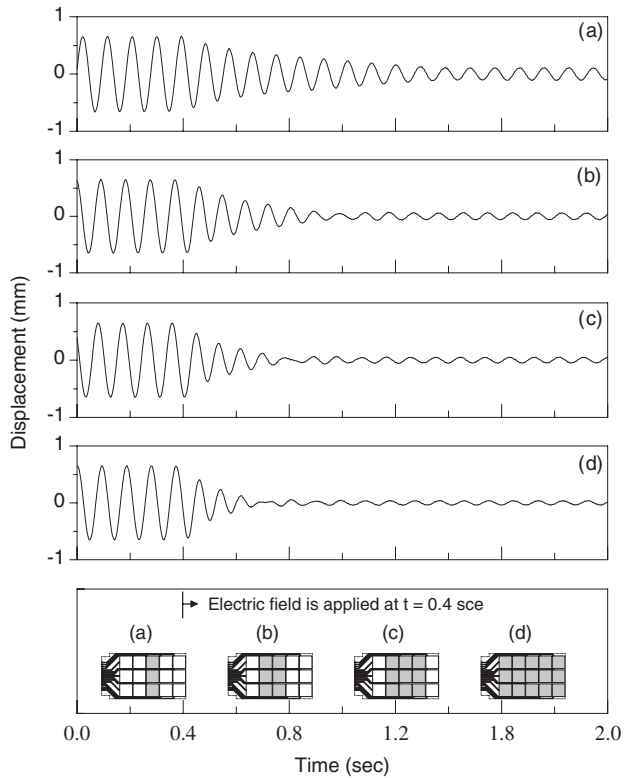 (a)
1
0
-1
(b)
1
0
-1
(c)
1
0
-1
(d)
1
0
-1
Displacement (mm)
Electric field is applied at t = 0.4 sce
(a) (b) (c) (d)
0.0 0.4 0.8 1.2 1.6 2.0
Time (sec)